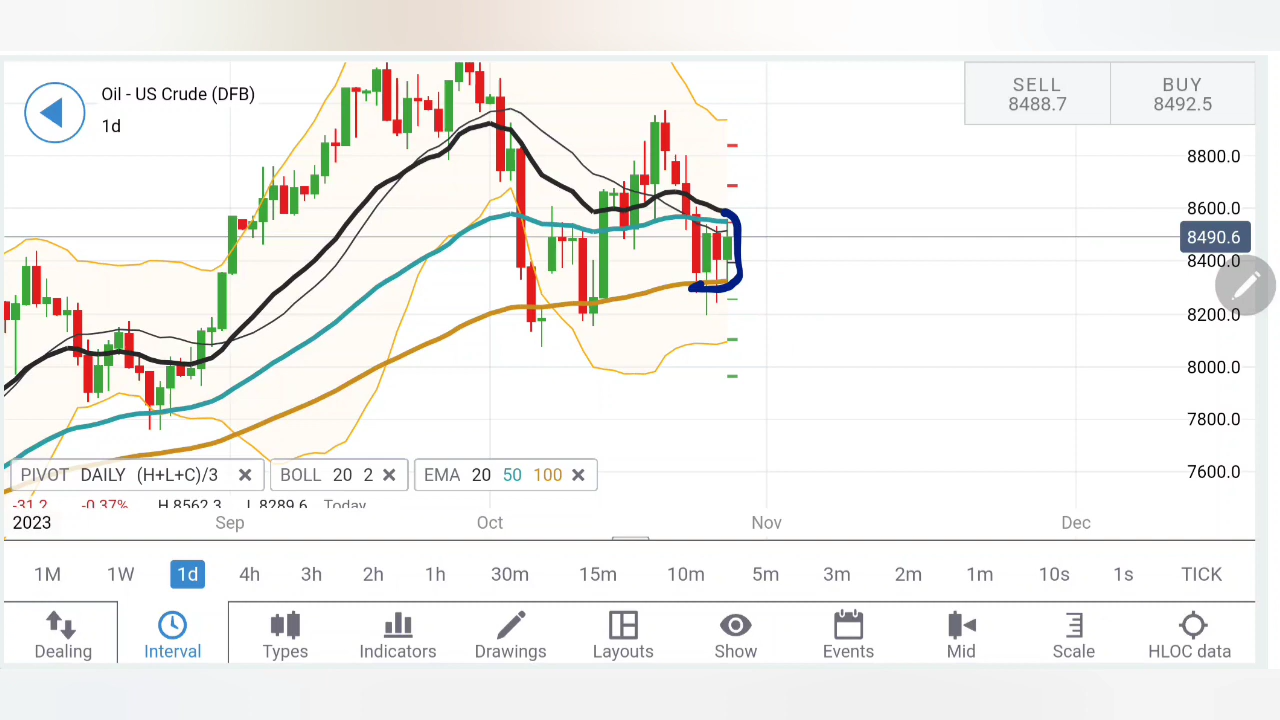 Oil - US Crude (DFB)
1d
SELL
8488.7
BUY
8492.5
8800.0
8600.0
8490.6
8400.0
8200.0
8000.0
7800.0
7600.0
PIVOT DAILY (H+L+C)/3
BOLL 20 2
EMA 20 50 100
-31.2 -0.37% H 8562.3 L 8289.6 Today
2023 Sep Oct Nov Dec
1M 1W 1d 4h 3h 2h 1h 30m 15m 10m 5m 3m 2m 1m 10s 1s TICK
Dealing Interval Types Indicators Drawings Layouts Show Events Mid Scale HLOC data